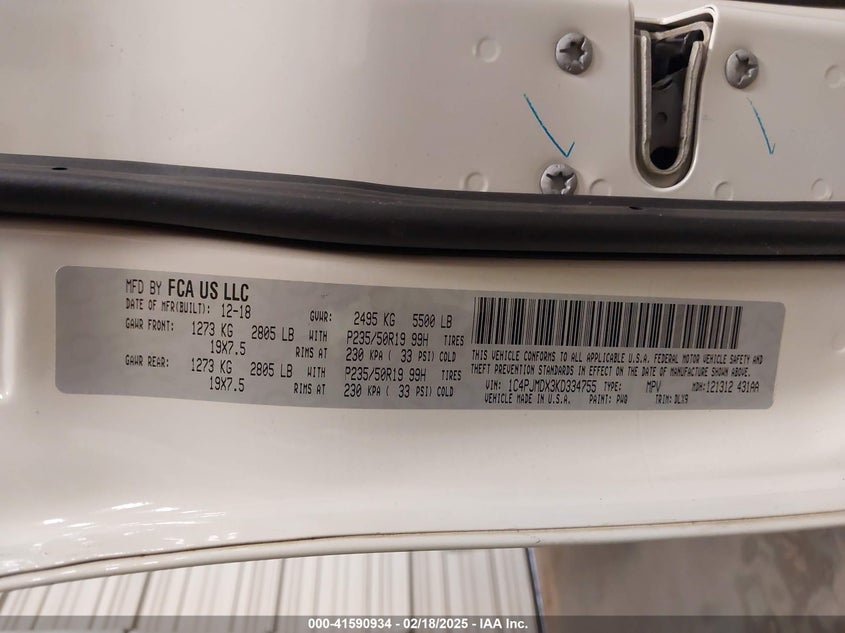 MFD BY FCA US LLC
DATE OF MFR(BUILT): 12-18 GVWR: 2495 KG 5500 LB
GAWR FRONT: 1273 KG 2805 LB WITH P235/50R19 99H TIRES
19X7.5 RIMS AT 230 KPA ( 33 PSI) COLD
GAWR REAR: 1273 KG 2805 LB WITH P235/50R19 99H TIRES
19X7.5 RIMS AT 230 KPA ( 33 PSI) COLD
THIS VEHICLE CONFORMS TO ALL APPLICABLE U.S.A. FEDERAL MOTOR VEHICLE SAFETY AND
THEFT PREVENTION STANDARDS IN EFFECT ON THE DATE OF MANUFACTURE SHOWN ABOVE.
VIN: 1C4PJMDX3KD334755 TYPE: MPV MDH: 121312 431AA
VEHICLE MADE IN U.S.A. PAINT: PWG TRIM: DLX9
000-41590934 — 02/18/2025 — IAA Inc.